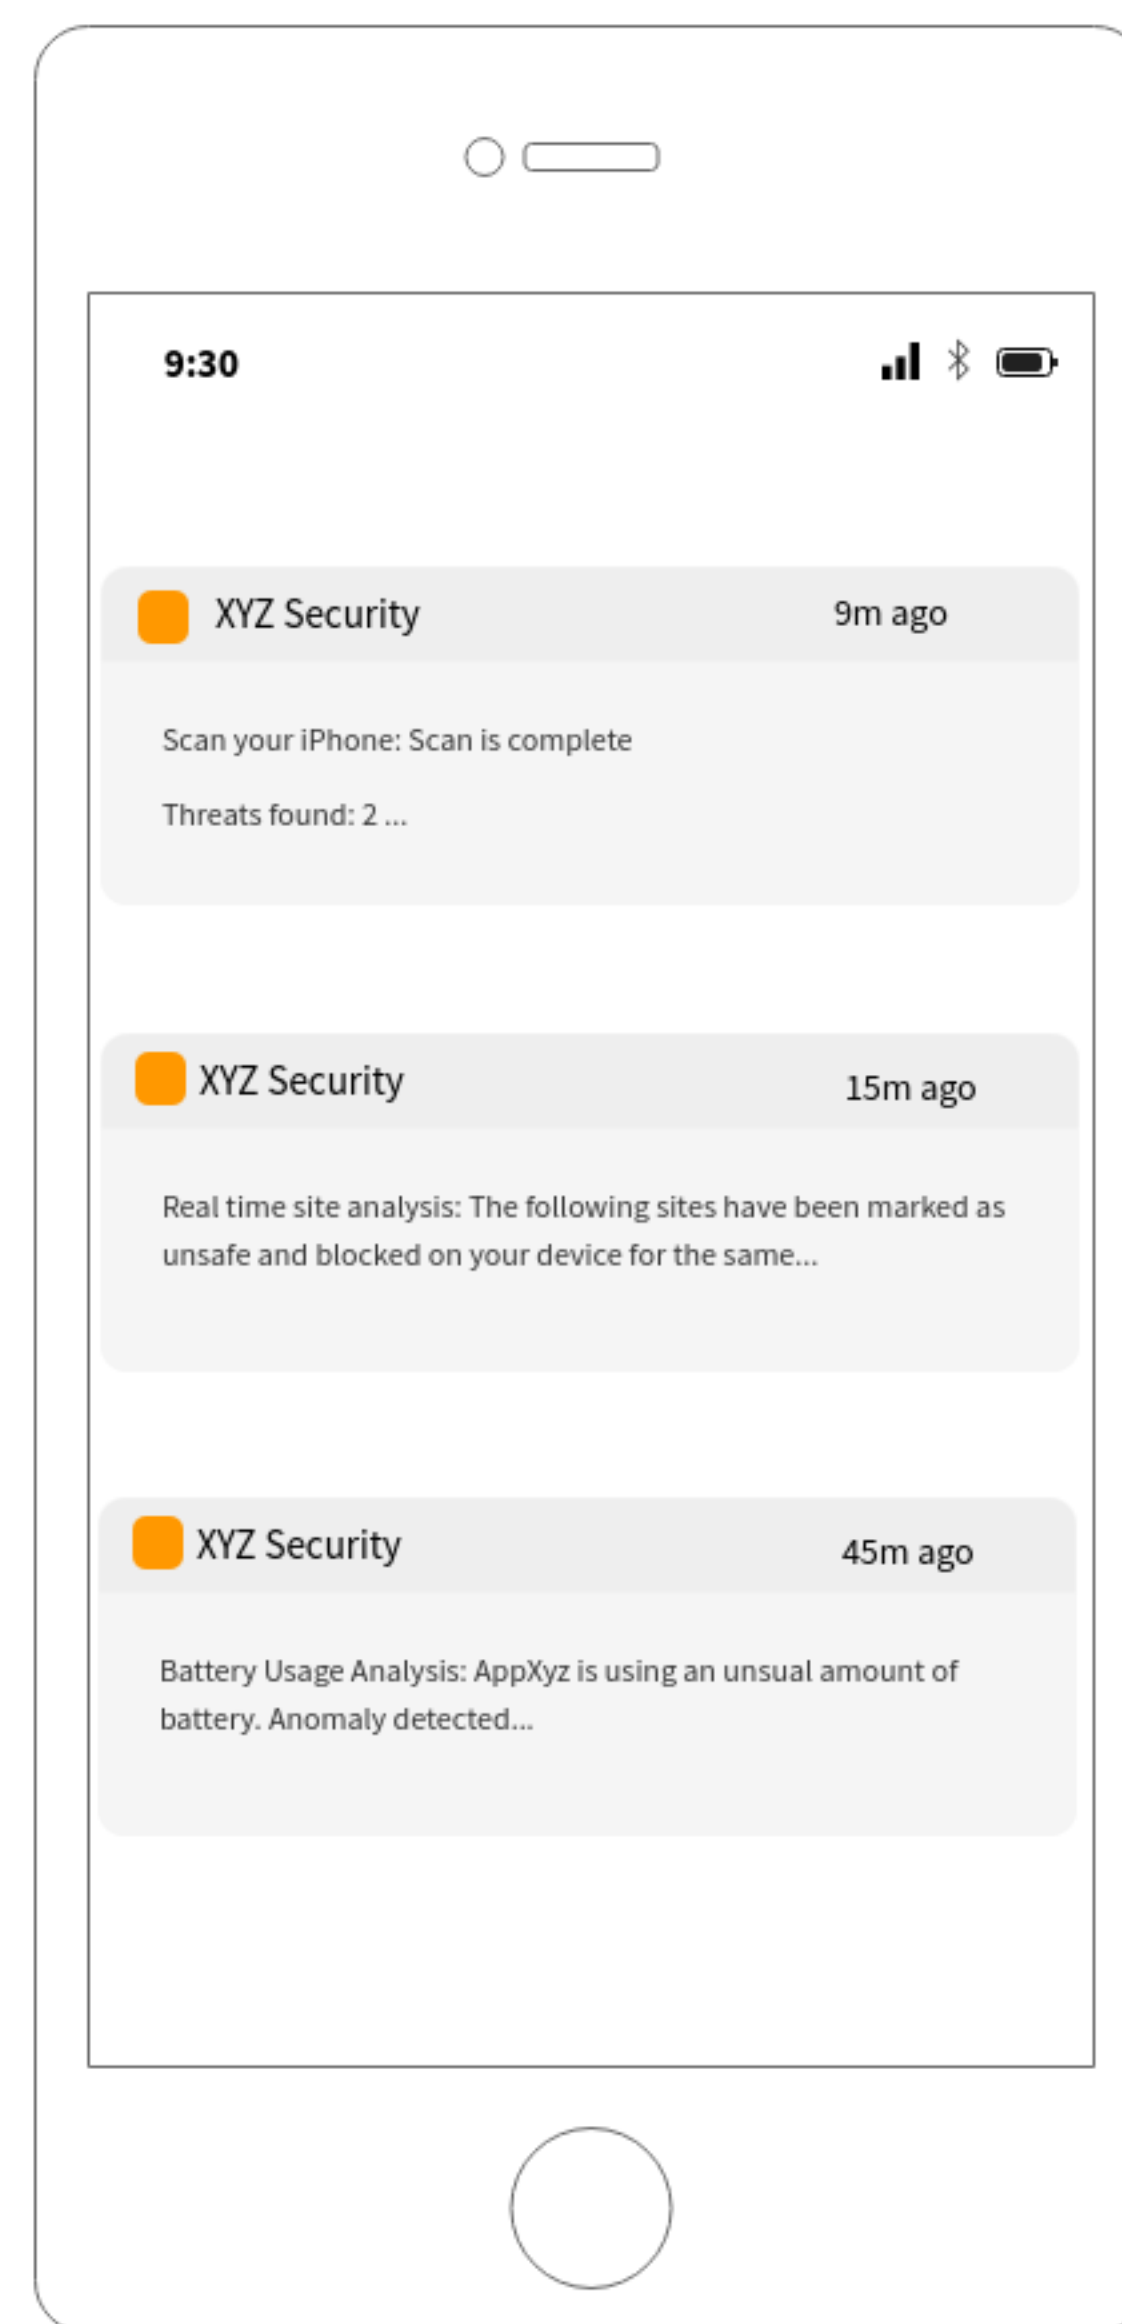 9:30
XYZ Security 9m ago
Scan your iPhone: Scan is complete
Threats found: 2 ...
XYZ Security 15m ago
Real time site analysis: The following sites have been marked as
unsafe and blocked on your device for the same...
XYZ Security 45m ago
Battery Usage Analysis: AppXyz is using an unsual amount of
battery. Anomaly detected...